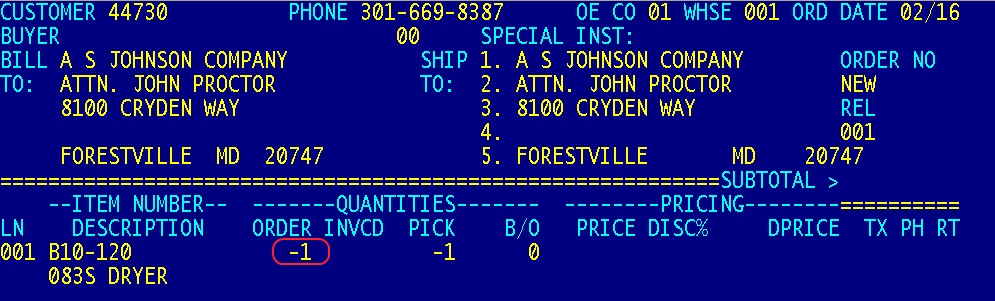 CUSTOMER 44730 PHONE 301-669-8387 OE CO 01 WHSE 001 ORD DATE 02/16
BUYER 00 SPECIAL INST:
BILL A S JOHNSON COMPANY SHIP 1. A S JOHNSON COMPANY ORDER NO
TO: ATTN. JOHN PROCTOR TO: 2. ATTN. JOHN PROCTOR NEW
8100 CRYDEN WAY 3. 8100 CRYDEN WAY REL
4. 001
FORESTVILLE MD 20747 5. FORESTVILLE MD 20747
============================================================SUBTOTAL >
--ITEM NUMBER-- -------QUANTITIES------- --------PRICING--------==========
LN DESCRIPTION ORDER INVCD PICK B/O PRICE DISC% DPRICE TX PH RT
001 B10-120 -1 -1 0
083S DRYER